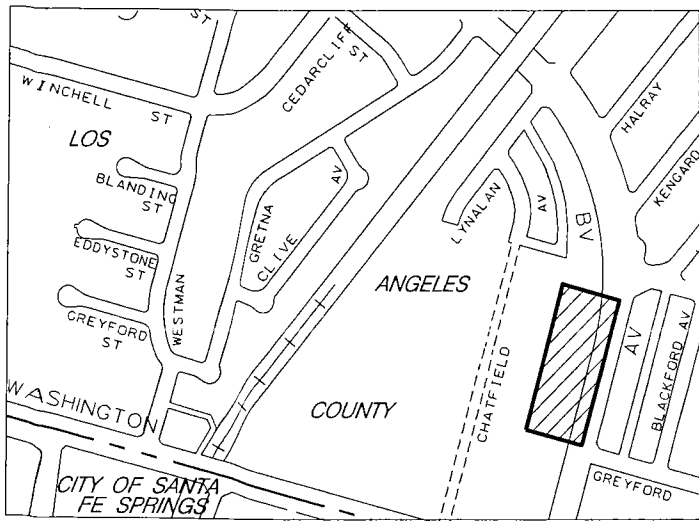 WINCHELL ST
CEDARCLIFF ST
HALRAY
KENGARD
LOS
BLANDING
ST
EDDYSTONE
ST
GREYFORD
ST
WESTMAN
GRETNA AV
CLIVE
LYNALAN
AV
BV
ANGELES
COUNTY
CHATFIELD
AV
BLACKFORD AV
GREYFORD
WASHINGTON
CITY OF SANTA
FE SPRINGS